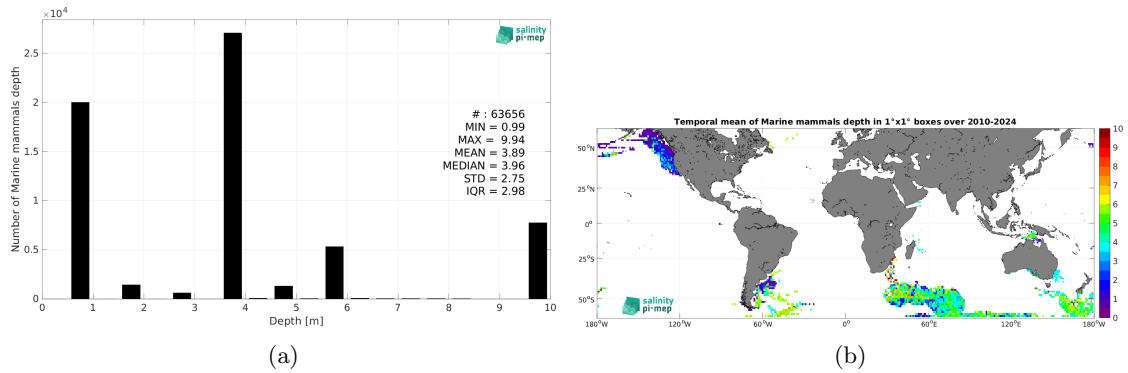 ×10⁴
salinity
pi-mep
2.5
2
1.5
1
0.5
0
Number of Marine mammals depth
# : 63656
MIN = 0.99
MAX = 9.94
MEAN = 3.89
MEDIAN = 3.96
STD = 2.75
IQR = 2.98
0 1 2 3 4 5 6 7 8 9 10
Depth [m]
(a)
Temporal mean of Marine mammals depth in 1°x1° boxes over 2010-2024
50°N
25°N
0°
25°S
50°S
180°W 120°W 60°W 0° 60°E 120°E 180°W
salinity
pi-mep
10
9
8
7
6
5
4
3
2
1
0
(b)